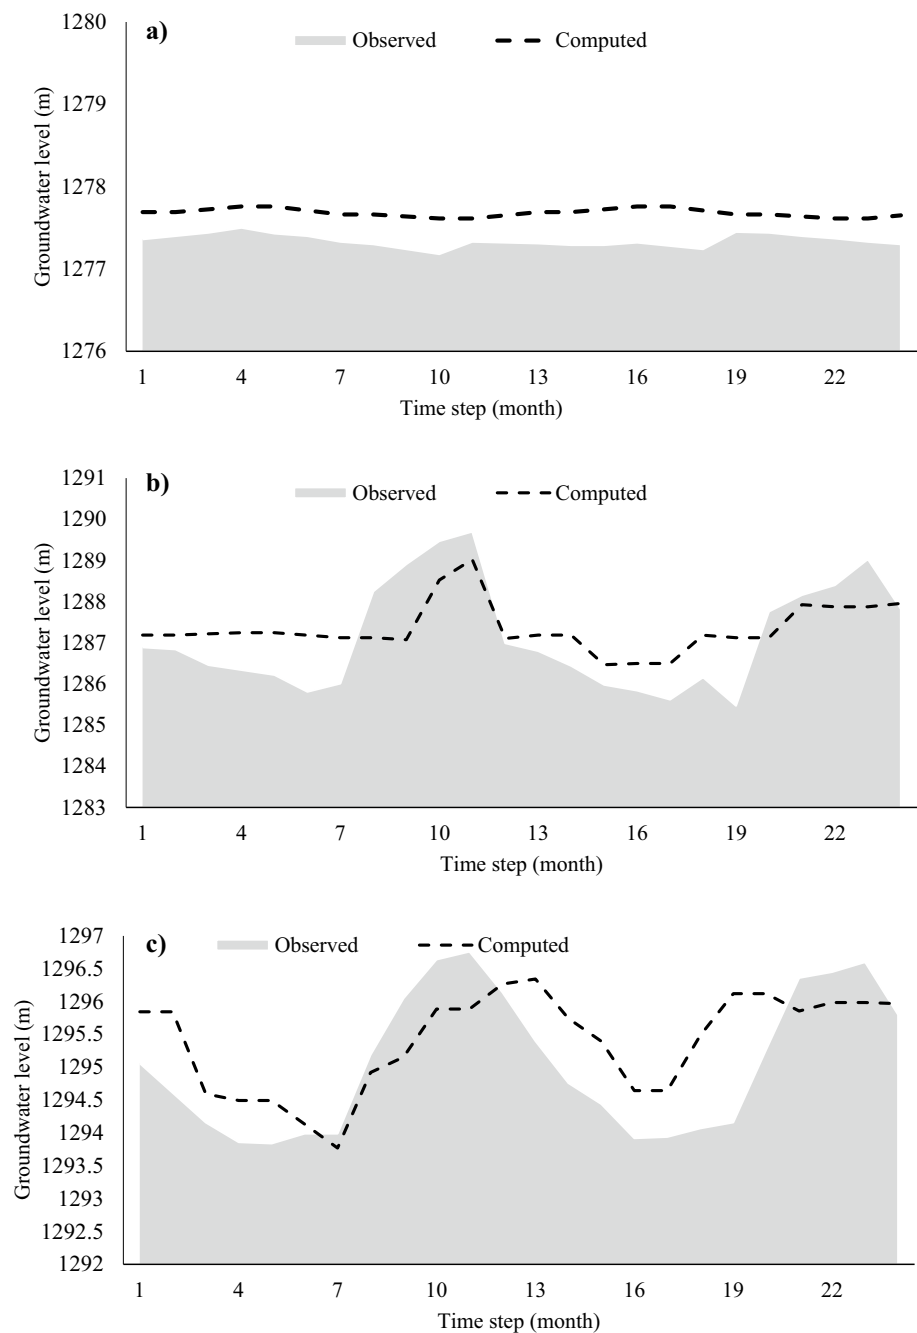 a)
Observed
Computed
1280
1279
1278
1277
1276
Groundwater level (m)
1 4 7 10 13 16 19 22
Time step (month)
b)
Observed
Computed
1291
1290
1289
1288
1287
1286
1285
1284
1283
Groundwater level (m)
1 4 7 10 13 16 19 22
Time step (month)
c)
Observed
Computed
1297
1296.5
1296
1295.5
1295
1294.5
1294
1293.5
1293
1292.5
1292
Groundwater level (m)
1 4 7 10 13 16 19 22
Time step (month)